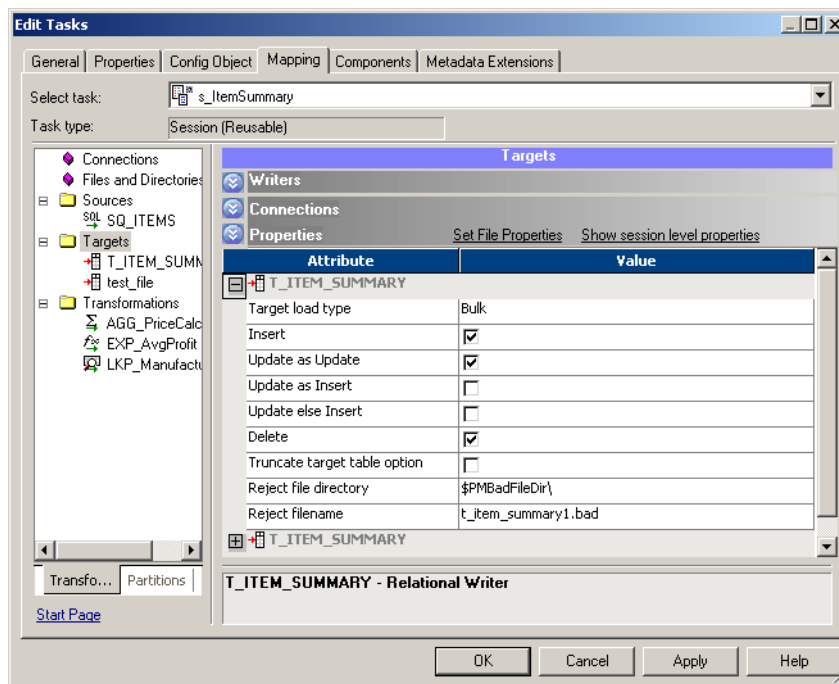 Edit Tasks
General Properties Config Object Mapping Components Metadata Extensions
Select task: s_ItemSummary
Task type: Session (Reusable)
Connections
Files and Directories
Sources
SQL SQ_ITEMS
Targets
T_ITEM_SUMM
test_file
Transformations
AGG_PriceCalc
EXP_AvgProfit
LKP_Manufactu
Transfo... Partitions
Start Page
Targets
Writers
Connections
Properties Set File Properties Show session level properties
Attribute Value
T_ITEM_SUMMARY
Target load type Bulk
Insert
Update as Update
Update as Insert
Update else Insert
Delete
Truncate target table option
Reject file directory $PMBadFileDir\
Reject filename t_item_summary1.bad
T_ITEM_SUMMARY
T_ITEM_SUMMARY - Relational Writer
OK Cancel Apply Help